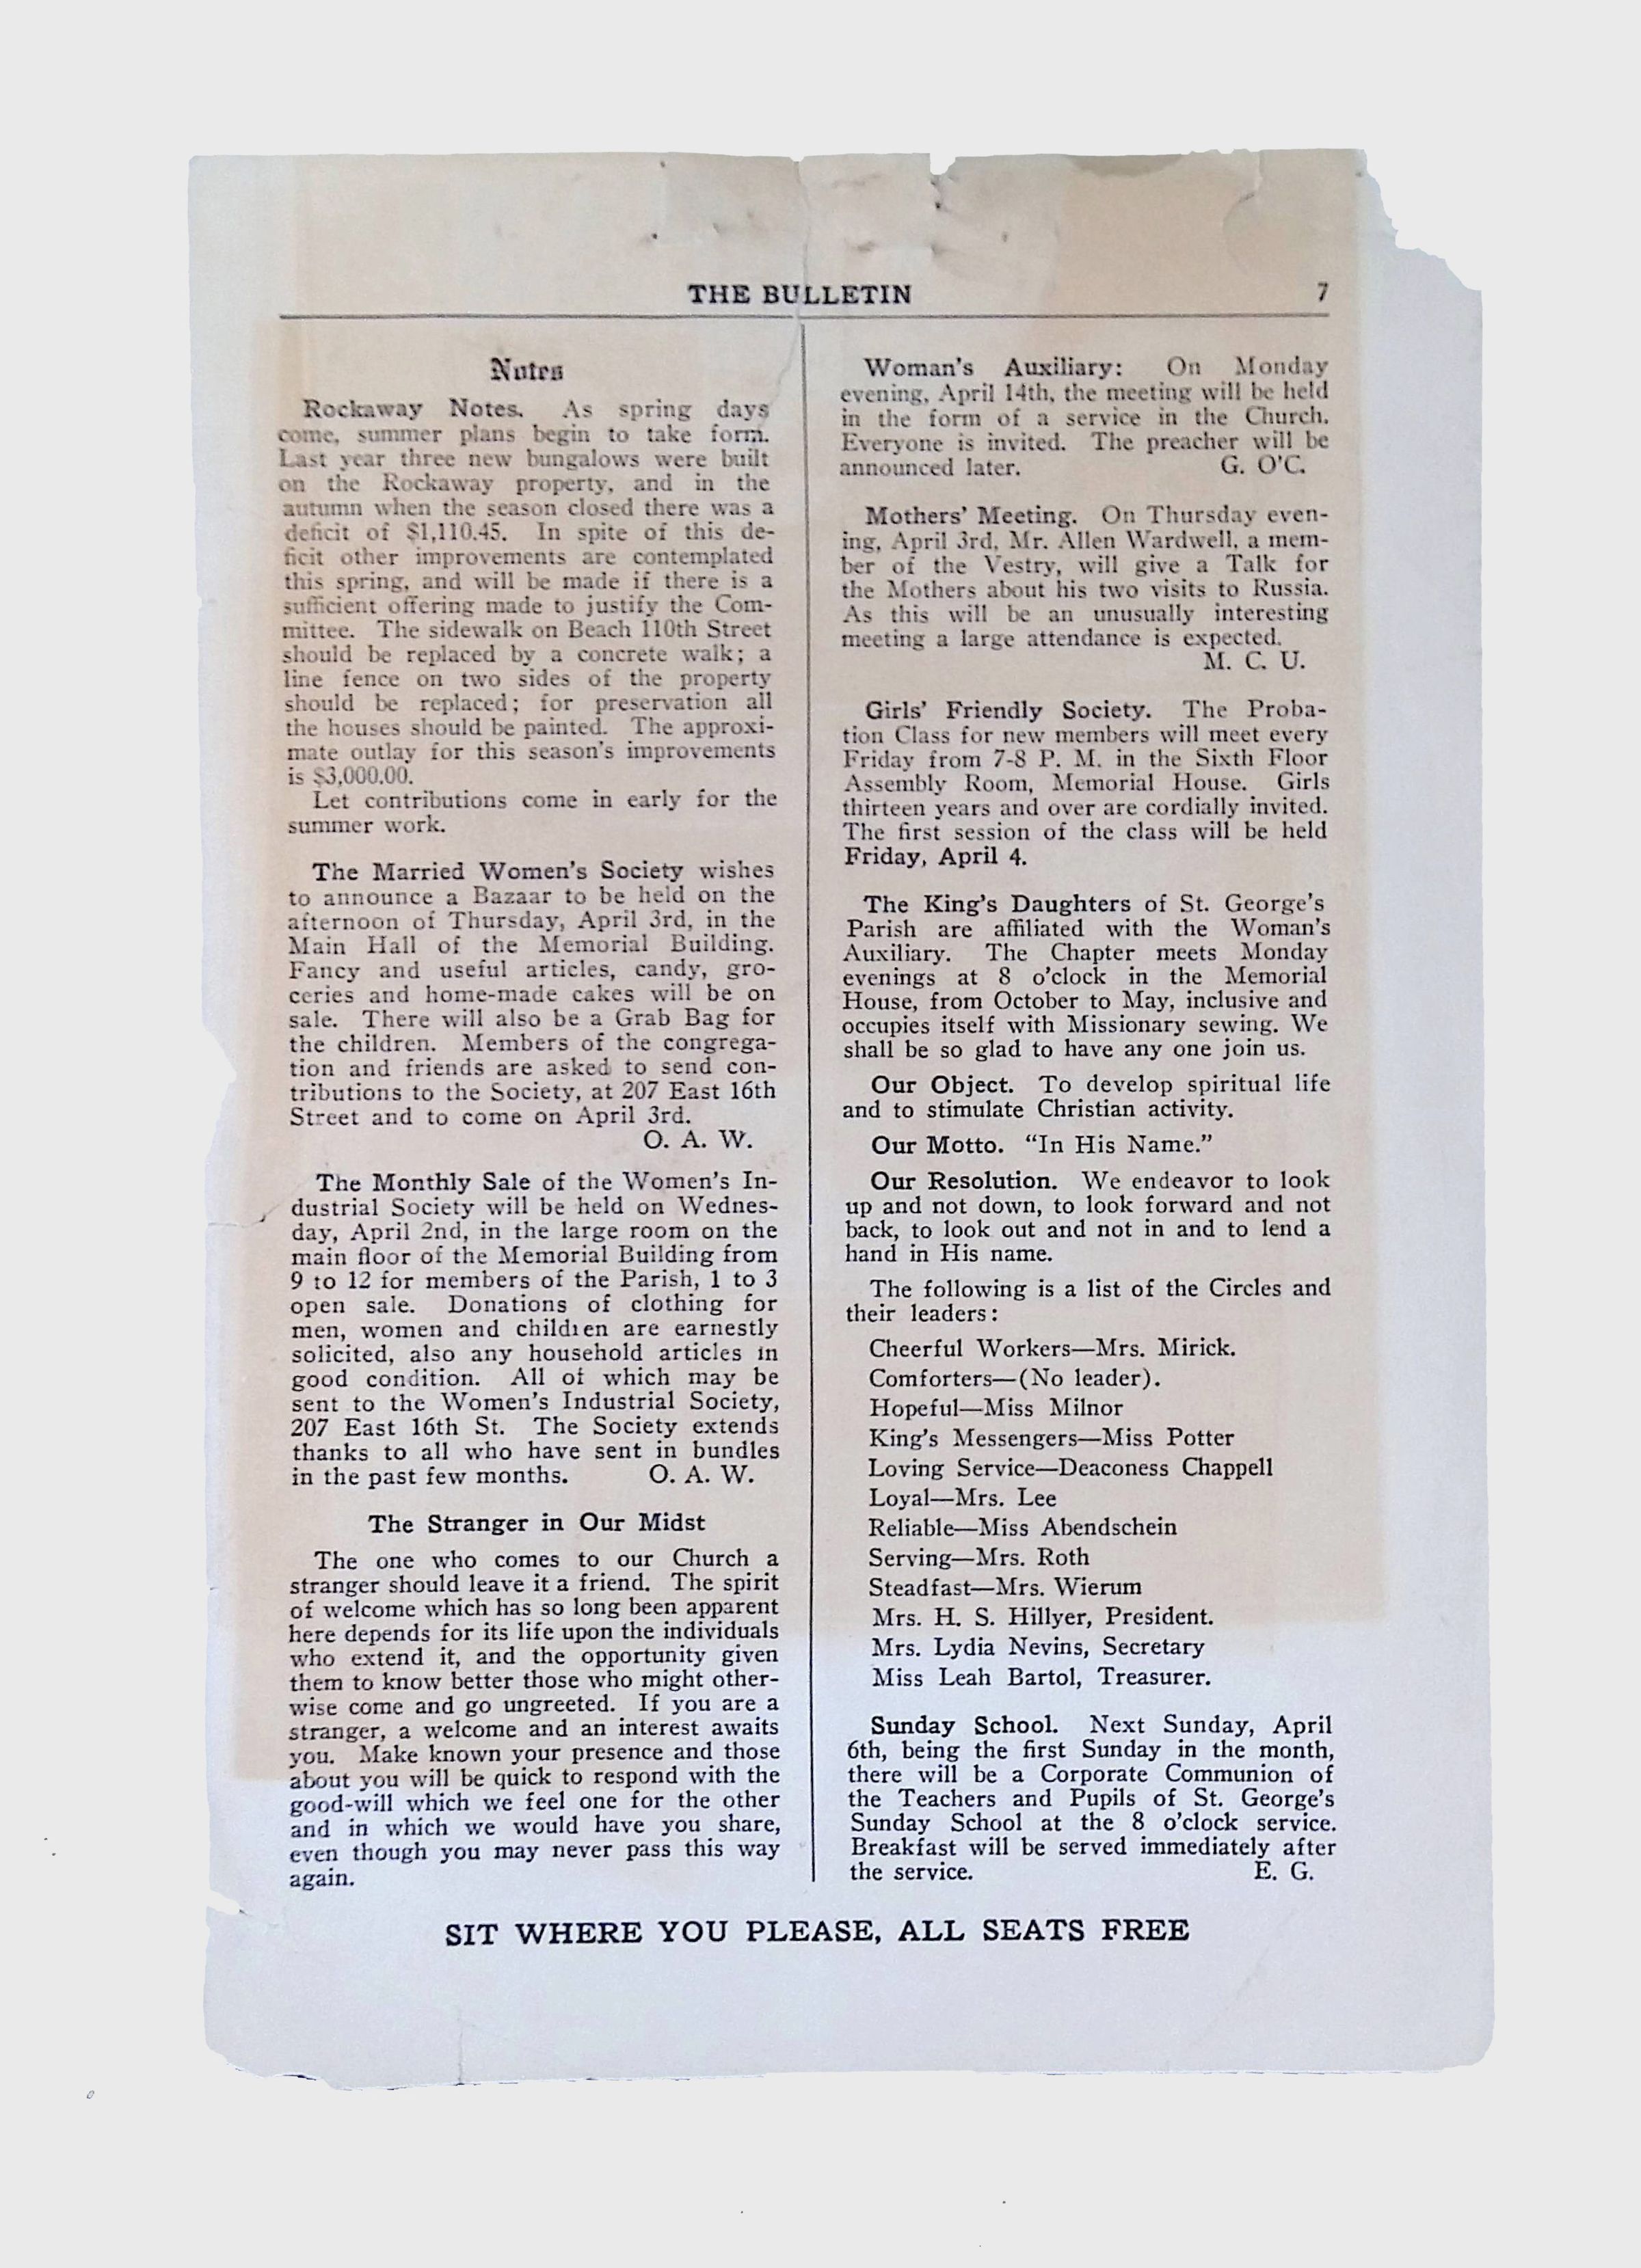 THE BULLETIN 7
Notes
Rockaway Notes. As spring days
come, summer plans begin to take form.
Last year three new bungalows were built
on the Rockaway property, and in the
autumn when the season closed there was a
deficit of $1,110.45. In spite of this de-
ficit other improvements are contemplated
this spring, and will be made if there is a
sufficient offering made to justify the Com-
mittee. The sidewalk on Beach 110th Street
should be replaced by a concrete walk; a
line fence on two sides of the property
should be replaced; for preservation all
the houses should be painted. The approxi-
mate outlay for this season's improvements
is $3,000.00.
Let contributions come in early for the
summer work.
The Married Women's Society wishes
to announce a Bazaar to be held on the
afternoon of Thursday, April 3rd, in the
Main Hall of the Memorial Building.
Fancy and useful articles, candy, gro-
ceries and home-made cakes will be on
sale. There will also be a Grab Bag for
the children. Members of the congrega-
tion and friends are asked to send con-
tributions to the Society, at 207 East 16th
Street and to come on April 3rd.
O. A. W.
The Monthly Sale of the Women's In-
dustrial Society will be held on Wednes-
day, April 2nd, in the large room on the
main floor of the Memorial Building from
9 to 12 for members of the Parish, 1 to 3
open sale. Donations of clothing for
men, women and children are earnestly
solicited, also any household articles in
good condition. All of which may be
sent to the Women's Industrial Society,
207 East 16th St. The Society extends
thanks to all who have sent in bundles
in the past few months. O. A. W.
The Stranger in Our Midst
The one who comes to our Church a
stranger should leave it a friend. The spirit
of welcome which has so long been apparent
here depends for its life upon the individuals
who extend it, and the opportunity given
them to know better those who might other-
wise come and go ungreeted. If you are a
stranger, a welcome and an interest awaits
you. Make known your presence and those
about you will be quick to respond with the
good-will which we feel one for the other
and in which we would have you share,
even though you may never pass this way
again.
Woman's Auxiliary: On Monday
evening, April 14th, the meeting will be held
in the form of a service in the Church.
Everyone is invited. The preacher will be
announced later. G. O'C.
Mothers' Meeting. On Thursday even-
ing, April 3rd, Mr. Allen Wardwell, a mem-
ber of the Vestry, will give a Talk for
the Mothers about his two visits to Russia.
As this will be an unusually interesting
meeting a large attendance is expected.
M. C. U.
Girls' Friendly Society. The Proba-
tion Class for new members will meet every
Friday from 7-8 P. M. in the Sixth Floor
Assembly Room, Memorial House. Girls
thirteen years and over are cordially invited.
The first session of the class will be held
Friday, April 4.
The King's Daughters of St. George's
Parish are affiliated with the Woman's
Auxiliary. The Chapter meets Monday
evenings at 8 o'clock in the Memorial
House, from October to May, inclusive and
occupies itself with Missionary sewing. We
shall be so glad to have any one join us.
Our Object. To develop spiritual life
and to stimulate Christian activity.
Our Motto. "In His Name."
Our Resolution. We endeavor to look
up and not down, to look forward and not
back, to look out and not in and to lend a
hand in His name.
The following is a list of the Circles and
their leaders:
Cheerful Workers—Mrs. Mirick.
Comforters—(No leader).
Hopeful—Miss Milnor
King's Messengers—Miss Potter
Loving Service—Deaconess Chappell
Loyal—Mrs. Lee
Reliable—Miss Abendschein
Serving—Mrs. Roth
Steadfast—Mrs. Wierum
Mrs. H. S. Hillyer, President.
Mrs. Lydia Nevins, Secretary
Miss Leah Bartol, Treasurer.
Sunday School. Next Sunday, April
6th, being the first Sunday in the month,
there will be a Corporate Communion of
the Teachers and Pupils of St. George's
Sunday School at the 8 o'clock service.
Breakfast will be served immediately after
the service. E. G.
SIT WHERE YOU PLEASE, ALL SEATS FREE